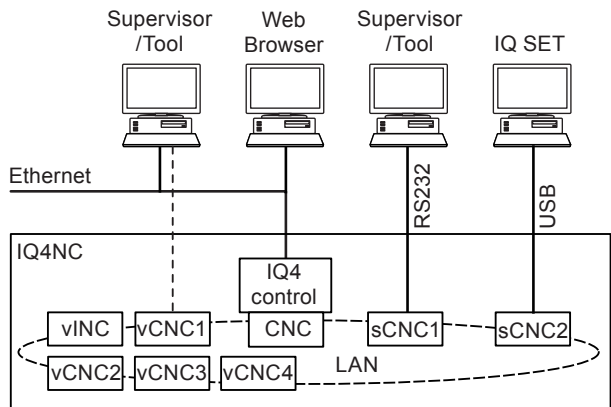 Supervisor
/Tool
Web
Browser
Supervisor
/Tool
IQ SET
Ethernet
RS232
USB
IQ4NC
IQ4
control
vINC
vCNC1
CNC
sCNC1
sCNC2
vCNC2
vCNC3
vCNC4
LAN